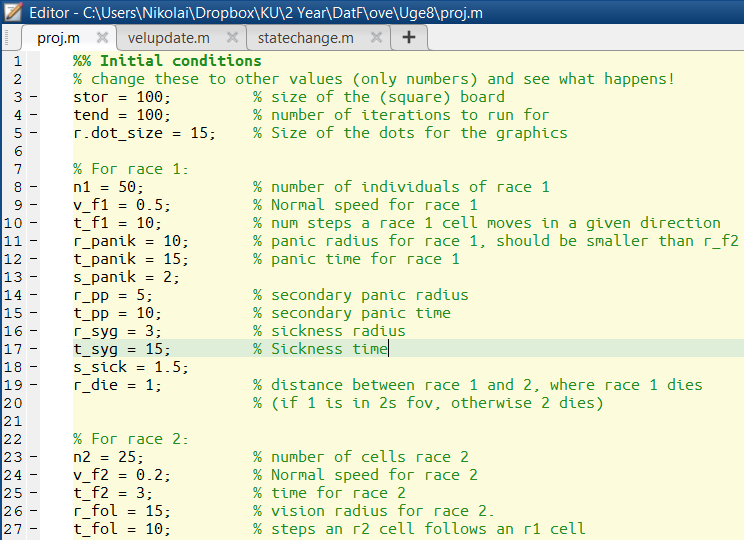 Editor - C:\Users\Nikolai\Dropbox\KU\2 Year\DatF\ove\Uge8\proj.m
proj.m velupdate.m statechange.m +
1 %% Initial conditions
2 % change these to other values (only numbers) and see what happens!
3 - stor = 100; % size of the (square) board
4 - tend = 100; % number of iterations to run for
5 - r.dot_size = 15; % Size of the dots for the graphics
6
7 % For race 1:
8 - n1 = 50; % number of individuals of race 1
9 - v_f1 = 0.5; % Normal speed for race 1
10 - t_f1 = 10; % num steps a race 1 cell moves in a given direction
11 - r_panik = 10; % panic radius for race 1, should be smaller than r_f2
12 - t_panik = 15; % panic time for race 1
13 - s_panik = 2;
14 - r_pp = 5; % secondary panic radius
15 - t_pp = 10; % secondary panic time
16 - r_syg = 3; % sickness radius
17 - t_syg = 15; % Sickness time
18 - s_sick = 1.5;
19 - r_die = 1; % distance between race 1 and 2, where race 1 dies
20 % (if 1 is in 2s fov, otherwise 2 dies)
21
22 % For race 2:
23 - n2 = 25; % number of cells race 2
24 - v_f2 = 0.2; % Normal speed for race 2
25 - t_f2 = 3; % time for race 2
26 - r_fol = 15; % vision radius for race 2.
27 - t_fol = 10; % steps an r2 cell follows an r1 cell